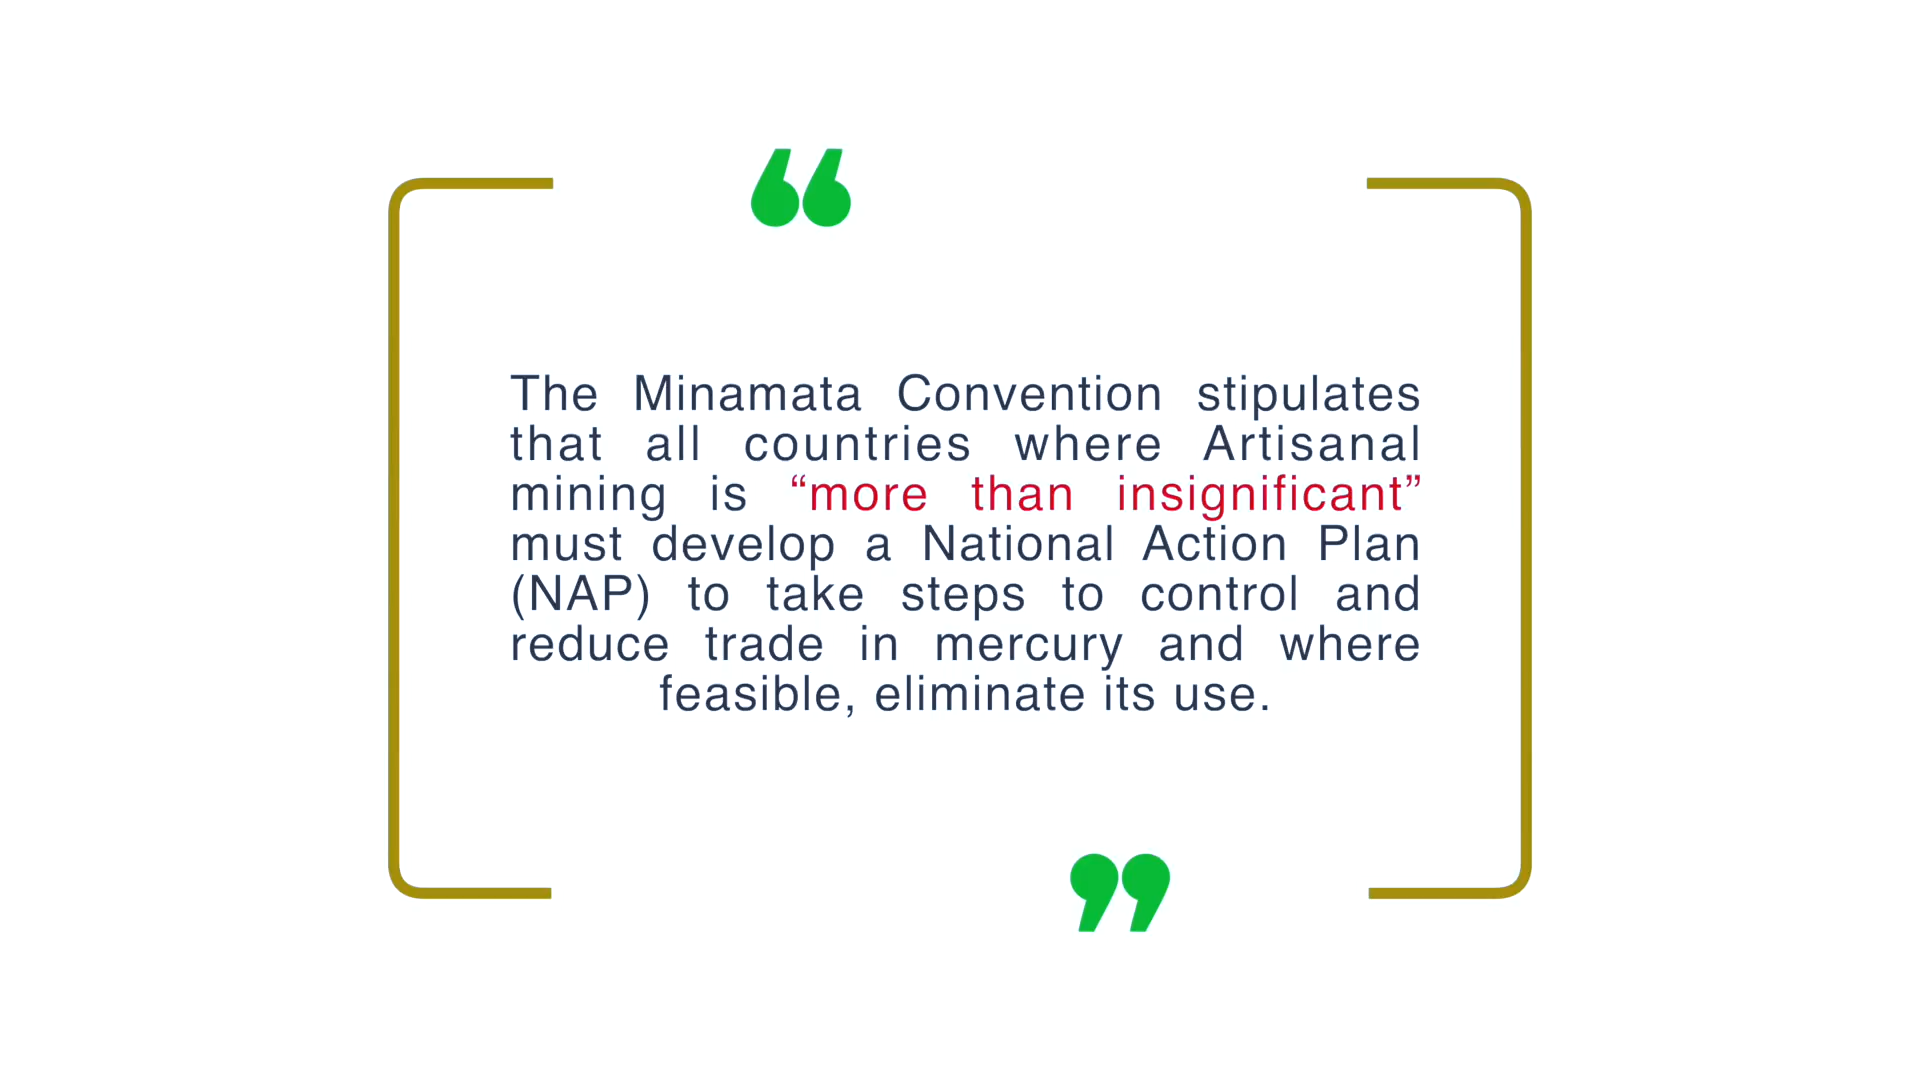 “
The Minamata Convention stipulates
that all countries where Artisanal
mining is “more than insignificant”
must develop a National Action Plan
(NAP) to take steps to control and
reduce trade in mercury and where
feasible, eliminate its use.
”